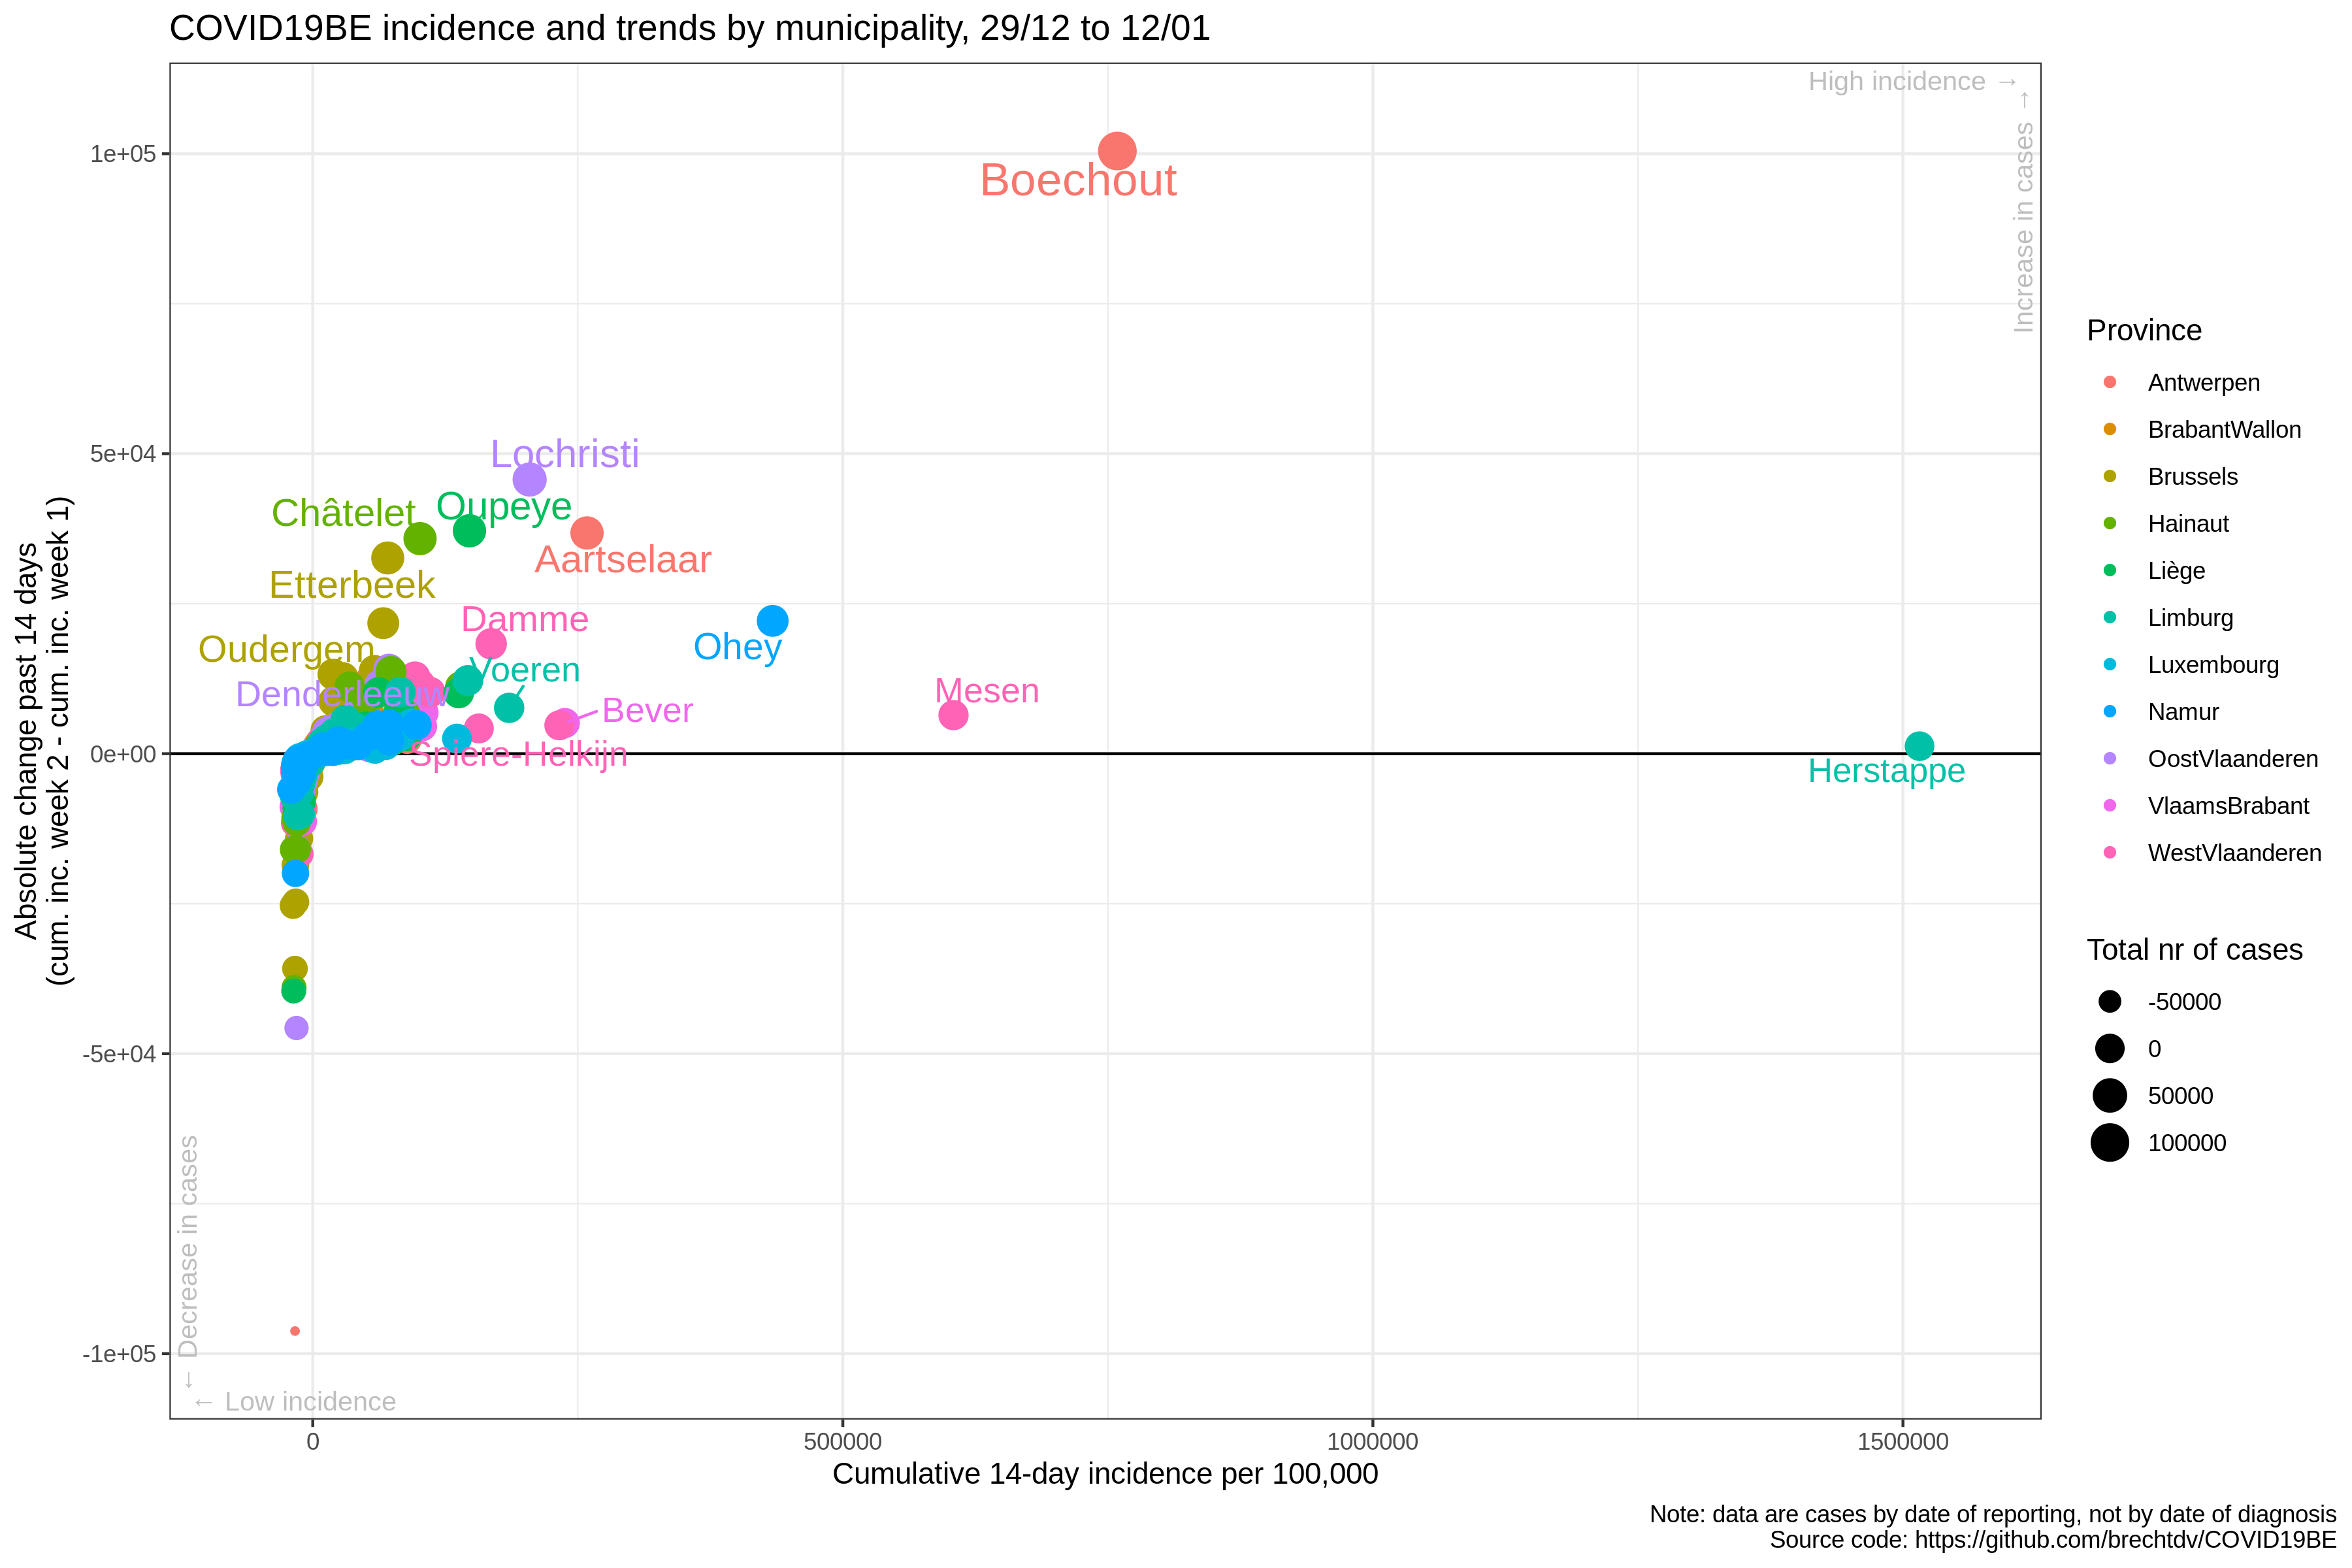 COVID19BE incidence and trends by municipality, 29/12 to 12/01
High incidence →
Increase in cases →
1e+05
5e+04
0e+00
-5e+04
-1e+05
Absolute change past 14 days
(cum. inc. week 2 - cum. inc. week 1)
Boechout
Lochristi
Châtelet
Oupeye
Aartselaar
Etterbeek
Damme
Oudergem
Ohey
Voeren
Denderleeuw
Bever
Mesen
Spiere-Helkijn
Herstappe
← Decrease in cases
← Low incidence
0
500000
1000000
1500000
Cumulative 14-day incidence per 100,000
Province
Antwerpen
BrabantWallon
Brussels
Hainaut
Liège
Limburg
Luxembourg
Namur
OostVlaanderen
VlaamsBrabant
WestVlaanderen
Total nr of cases
-50000
0
50000
100000
Note: data are cases by date of reporting, not by date of diagnosis
Source code: https://github.com/brechtdv/COVID19BE